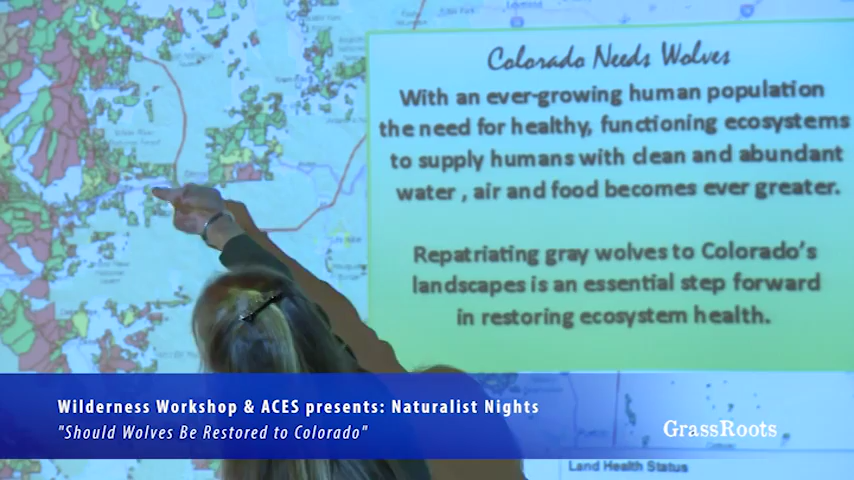 Colorado Needs Wolves
With an ever-growing human population
the need for healthy, functioning ecosystems
to supply humans with clean and abundant
water , air and food becomes ever greater.
Repatriating gray wolves to Colorado's
landscapes is an essential step forward
in restoring ecosystem health.
Wilderness Workshop & ACES presents: Naturalist Nights
"Should Wolves Be Restored to Colorado"
GrassRoots
Land Health Status